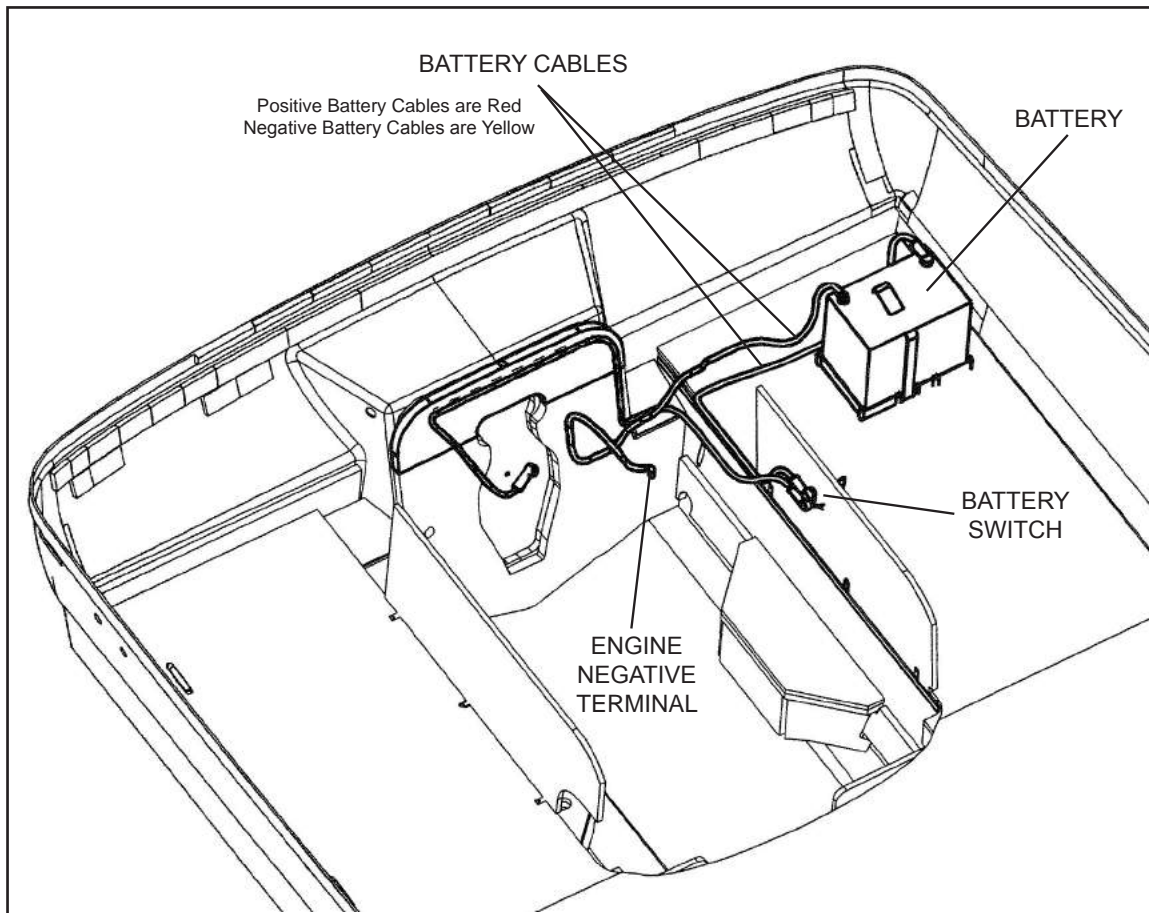 BATTERY CABLES
Positive Battery Cables are Red
Negative Battery Cables are Yellow
BATTERY
BATTERY
SWITCH
ENGINE
NEGATIVE
TERMINAL